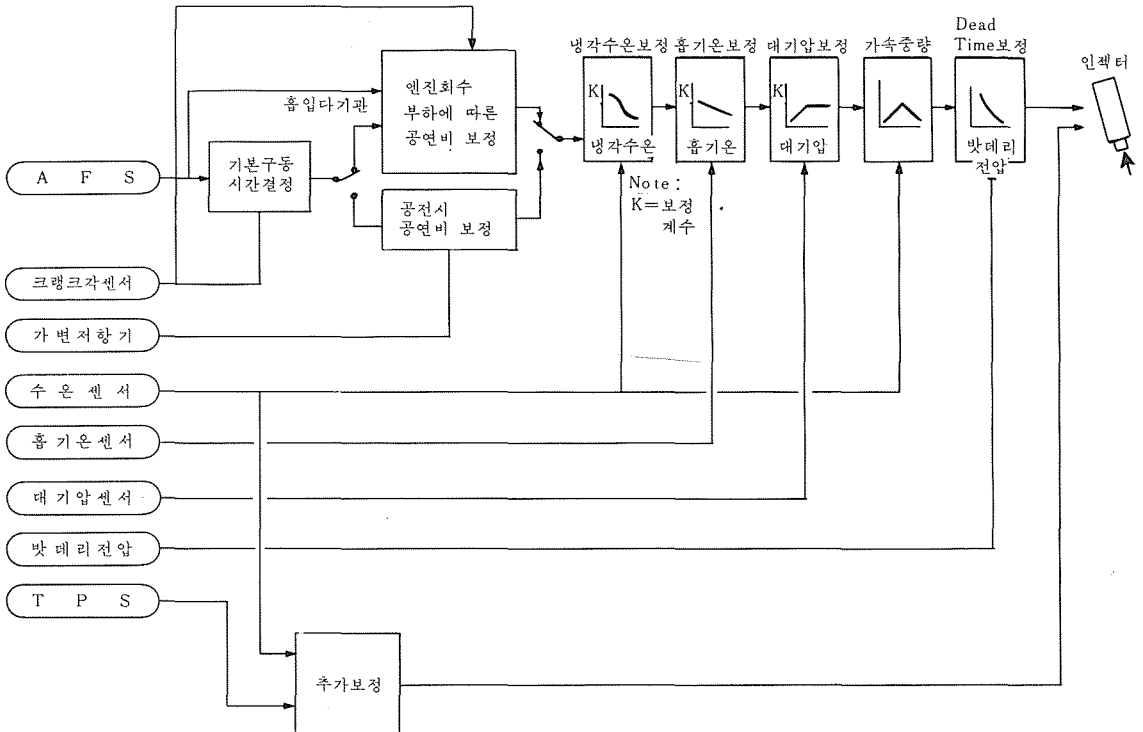 Dead
Time보정
냉각수온보정
흡기온보정
대기압보정
가속중량
인젝터
K
K
K
냉각수온
흡기온
대기압
밧데리
전압
엔진회수
부하에 따른
공연비 보정
흡입다기관
기본구동
시간결정
공전시
공연비 보정
Note:
K=보정
계수
A F S
크랭크각센서
가변저항기
수온센서
흡기온센서
대기압센서
밧데리전압
T P S
추가보정